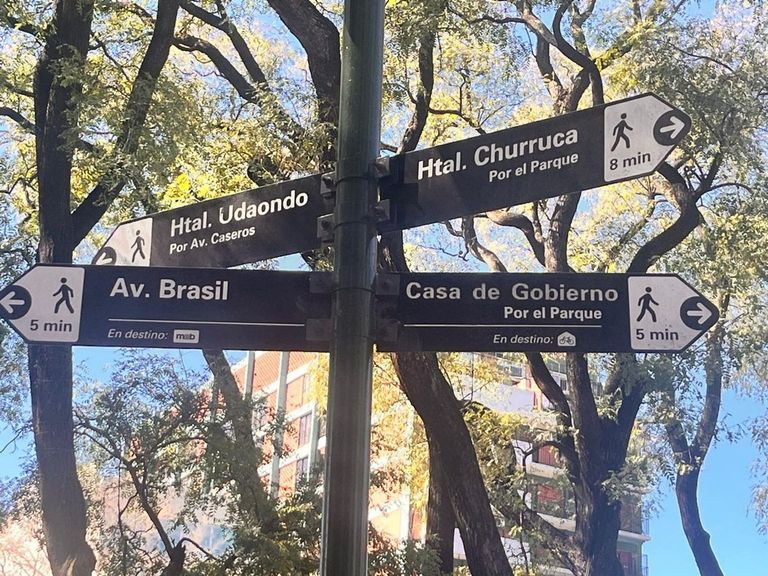 Htal. Churruca
Por el Parque
8 min
Htal. Udaondo
Por Av. Caseros
Av. Brasil
5 min
En destino: mob
Casa de Gobierno
Por el Parque
En destino:
5 min